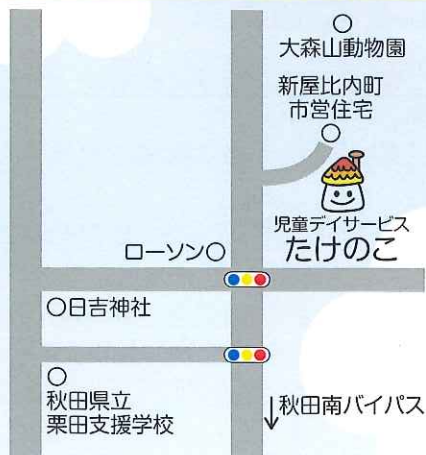 大森山動物園
新屋比内町
市営住宅
児童デイサービス
たけのこ
ローソン
日吉神社
秋田県立
栗田支援学校
秋田南バイパス